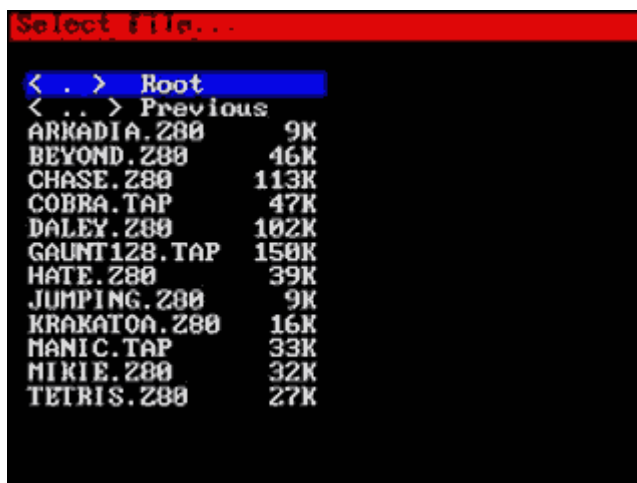 Select file...
< . > Root
< .. > Previous
ARKADIA.Z80 9K
BEYOND.Z80 46K
CHASE.Z80 113K
COBRA.TAP 47K
DALEY.Z80 102K
GAUNT128.TAP 150K
HATE.Z80 39K
JUMPING.Z80 9K
KRAKATOA.Z80 16K
MANIC.TAP 33K
MIKIE.Z80 32K
TETRIS.Z80 27K